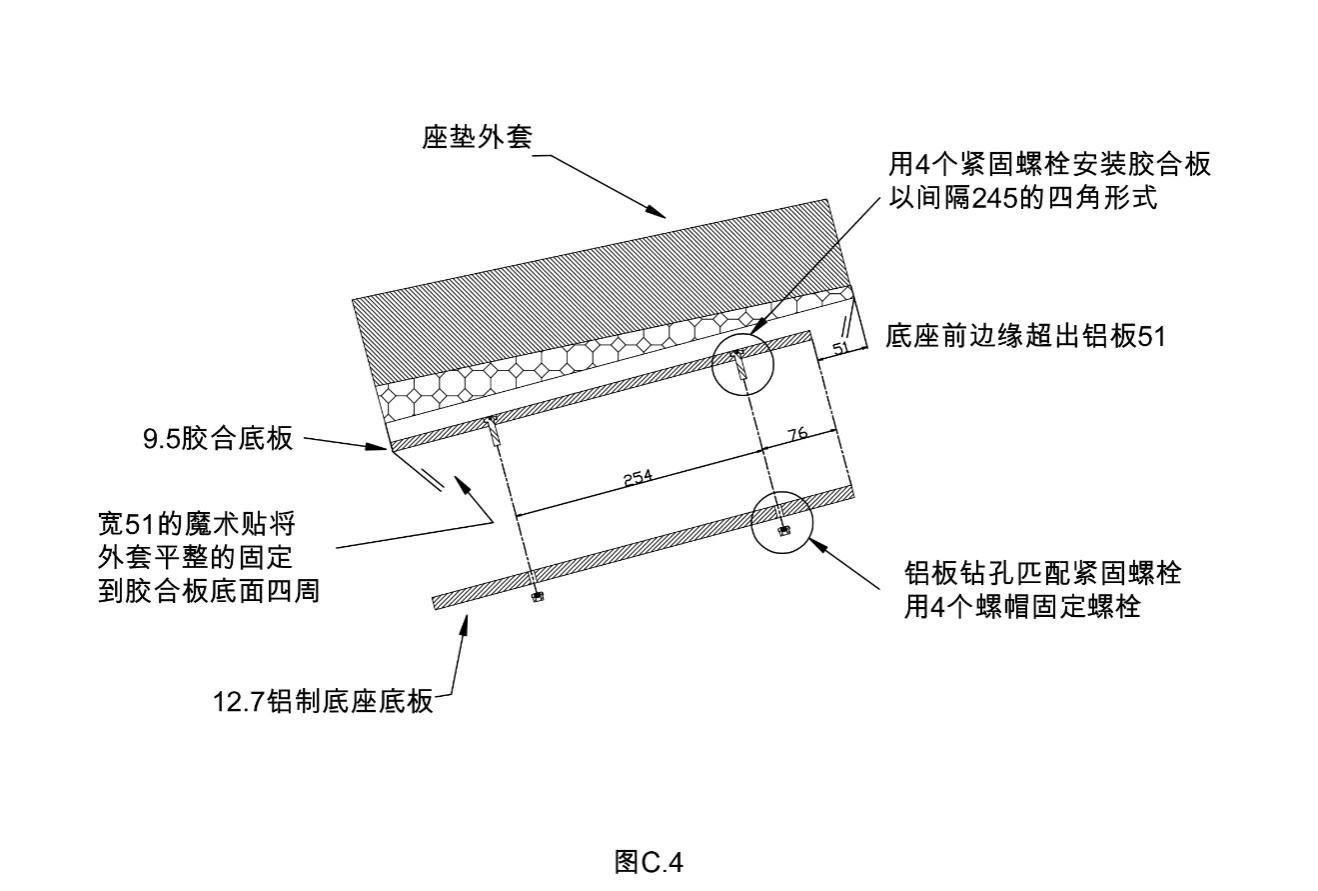 座垫外套
用4个紧固螺栓安装胶合板
以间隔245的四角形式
底座前边缘超出铝板51
51
9.5胶合底板
76
254
宽51的魔术贴将
外套平整的固定
到胶合板底面四周
铝板钻孔匹配紧固螺栓
用4个螺帽固定螺栓
12.7铝制底座底板
图C.4